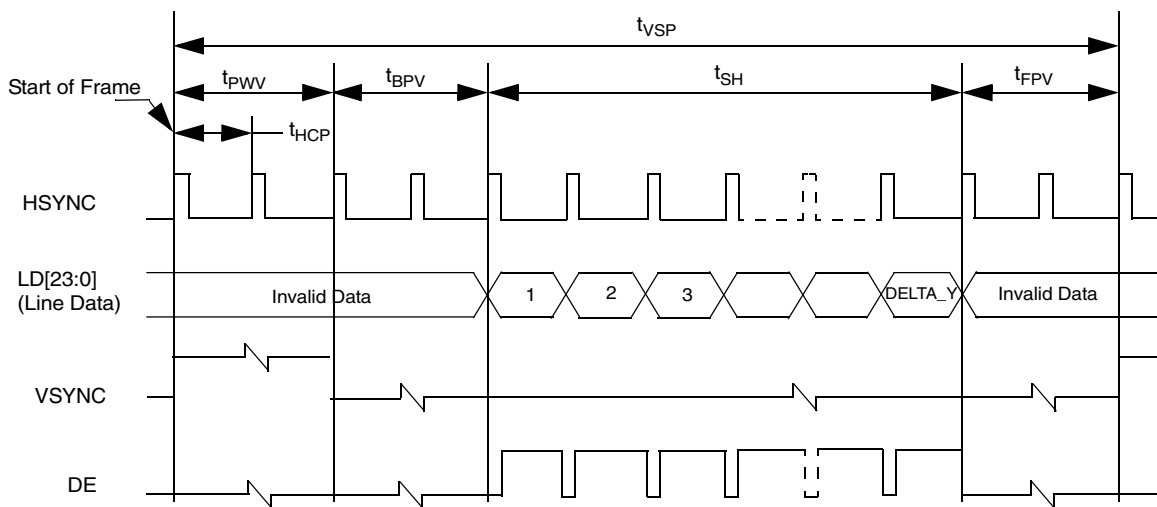 tVSP
tPWV tBPV tSH tFPV
Start of Frame
tHCP
HSYNC
LD[23:0]
(Line Data)
Invalid Data 1 2 3 DELTA_Y Invalid Data
VSYNC
DE